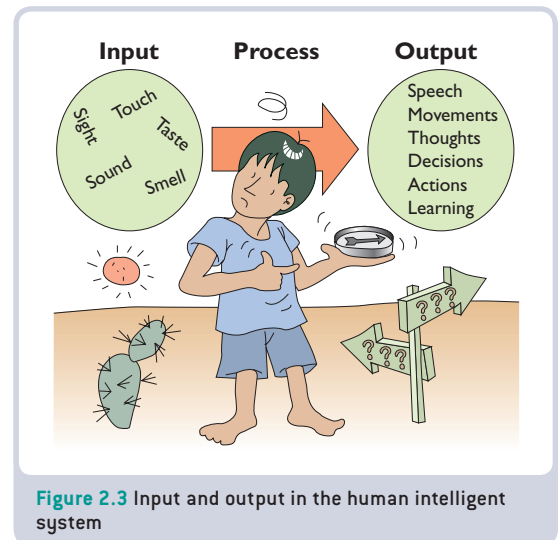 Input Process Output
Sight
Touch
Taste
Sound
Smell
Speech
Movements
Thoughts
Decisions
Actions
Learning
???
???
Figure 2.3 Input and output in the human intelligent
system